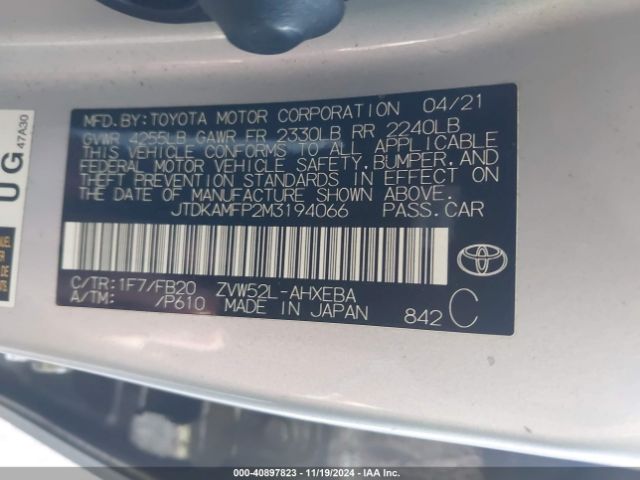 MFD.BY:TOYOTA MOTOR CORPORATION 04/21
GVWR 4255LB GAWR FR 2330LB RR 2240LB
THIS VEHICLE CONFORMS TO ALL APPLICABLE
FEDERAL MOTOR VEHICLE SAFETY,BUMPER,AND
THEFT PREVENTION STANDARDS IN EFFECT ON
THE DATE OF MANUFACTURE SHOWN ABOVE.
JTDKAMFP2M3194066 PASS.CAR
C/TR:1F7/FB20 ZVW52L-AHXEBA
A/TM: /P610 MADE IN JAPAN 842 C
TOYOTA
UG
47A30
000-40897823 - 11/19/2024 - IAA Inc.